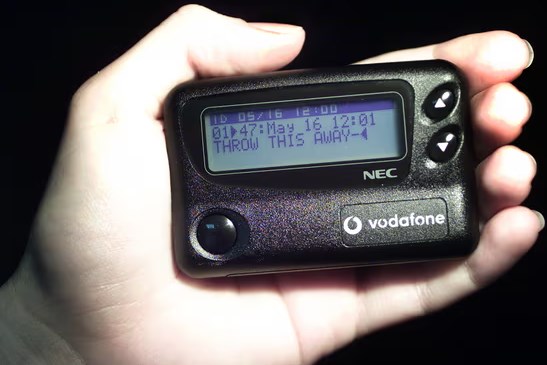 16 05/16 12:00
01▶47:May 16 12:01
THROW THIS AWAY-◀
NEC
vodafone